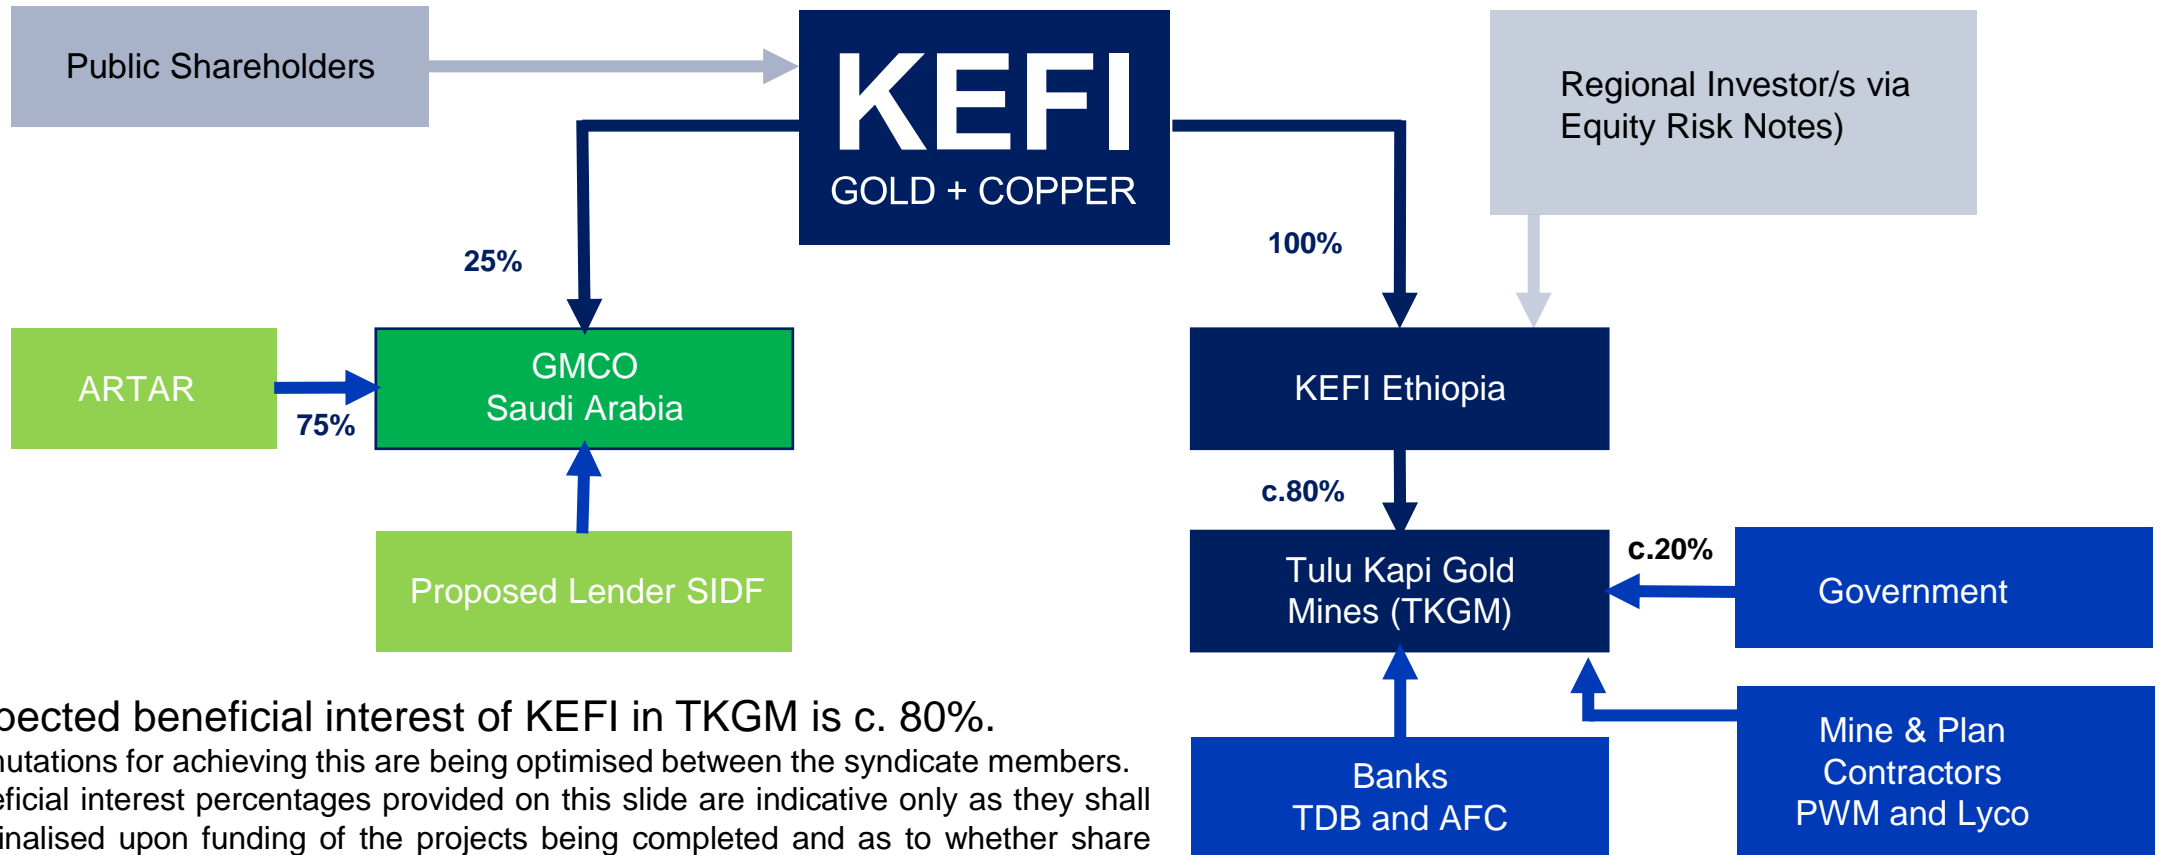 Public Shareholders
KEFI
GOLD + COPPER
Regional Investor/s via
Equity Risk Notes)
25%
100%
ARTAR
75%
GMCO
Saudi Arabia
KEFI Ethiopia
c.80%
Proposed Lender SIDF
Tulu Kapi Gold
Mines (TKGM)
c.20%
Government
Banks
TDB and AFC
Mine & Plan
Contractors
PWM and Lyco
pected beneficial interest of KEFI in TKGM is c. 80%.
nutations for achieving this are being optimised between the syndicate members.
eficial interest percentages provided on this slide are indicative only as they shall
inalised upon funding of the projects being completed and as to whether share